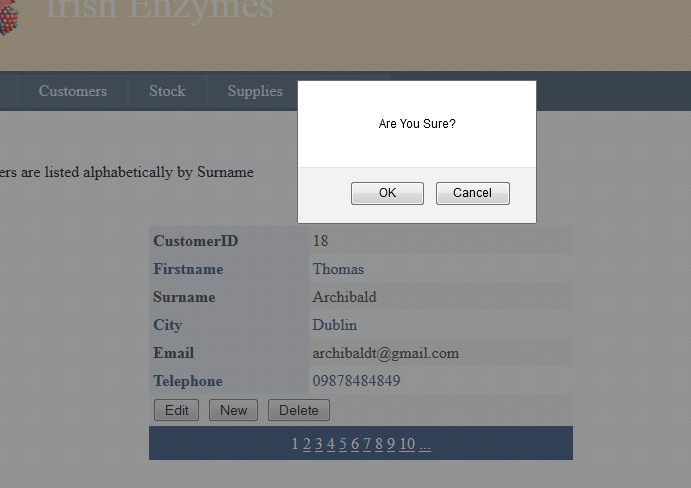 Irish Enzymes
Customers Stock Supplies
Are You Sure?
OK Cancel
are listed alphabetically by Surname
CustomerID 18
Firstname Thomas
Surname Archibald
City Dublin
Email archibaldt@gmail.com
Telephone 09878484849
Edit New Delete
1 2 3 4 5 6 7 8 9 10 ...